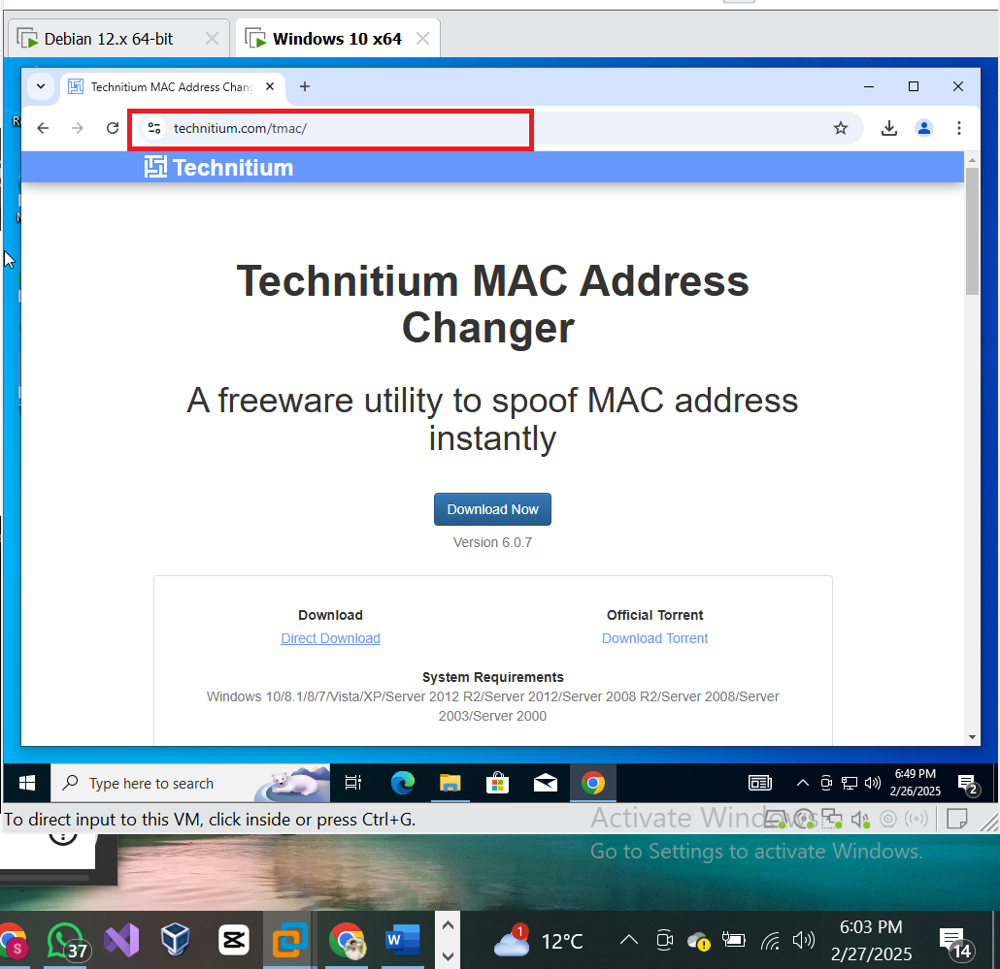 Debian 12.x 64-bit
Windows 10 x64
Technitium MAC Address Chang
technitium.com/tmac/
Technitium
Technitium MAC Address
Changer
A freeware utility to spoof MAC address
instantly
Download Now
Version 6.0.7
Download
Direct Download
Official Torrent
Download Torrent
System Requirements
Windows 10/8.1/8/7/Vista/XP/Server 2012 R2/Server 2012/Server 2008 R2/Server 2008/Server
2003/Server 2000
Type here to search
6:49 PM
2/26/2025
2
To direct input to this VM, click inside or press Ctrl+G.
Activate Windows
Go to Settings to activate Windows.
S
37
W
1
12°C
6:03 PM
2/27/2025
14